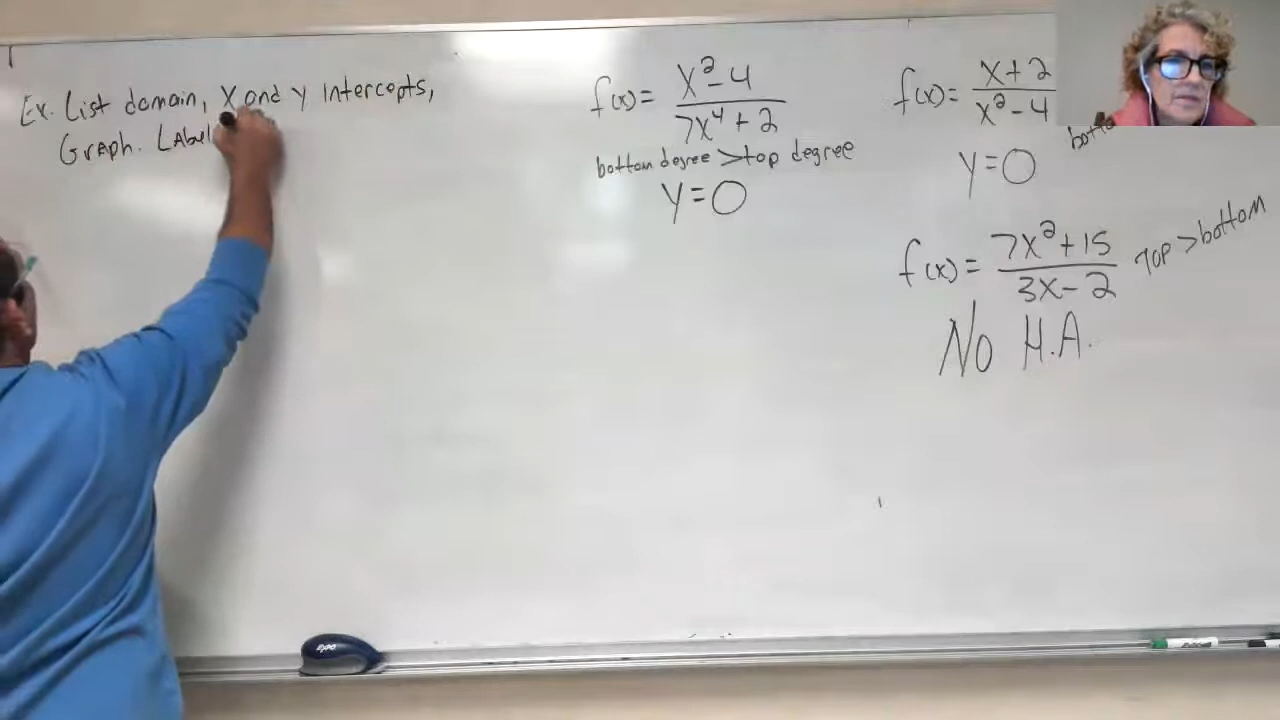 Ex. List domain, X and Y Intercepts,
Graph. Label
f(x) = (X² - 4)/(7X⁴ + 2)
bottom degree > top degree
Y = 0
f(x) = (X + 2)/(X² - 4)
Y = 0
f(x) = (7X² + 15)/(3X - 2) TOP > bottom
No H.A.
expo